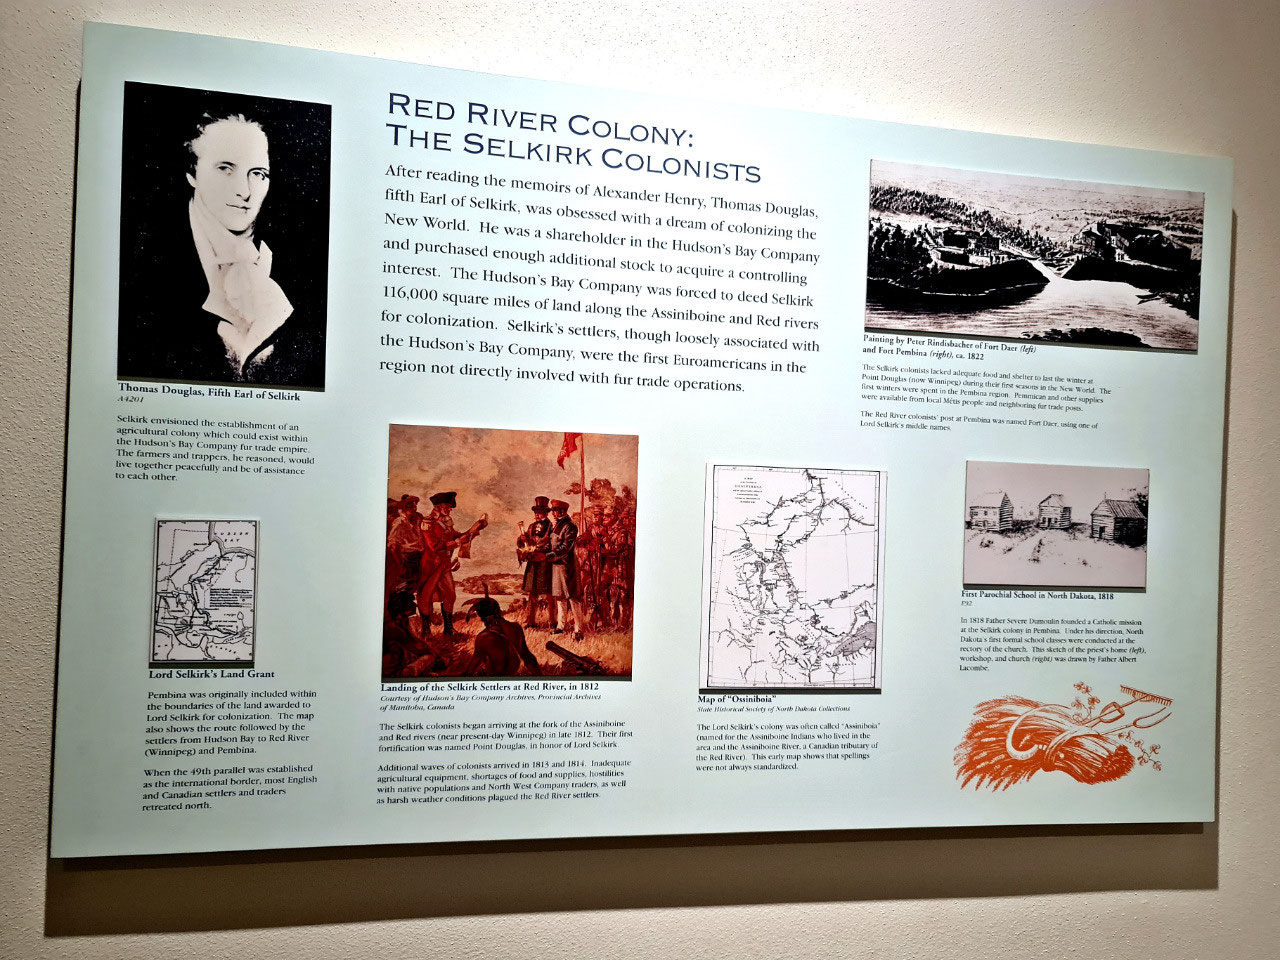 RED RIVER COLONY:
THE SELKIRK COLONISTS
After reading the memoirs of Alexander Henry, Thomas Douglas,
fifth Earl of Selkirk, was obsessed with a dream of colonizing the
New World. He was a shareholder in the Hudson's Bay Company
and purchased enough additional stock to acquire a controlling
interest. The Hudson's Bay Company was forced to deed Selkirk
116,000 square miles of land along the Assiniboine and Red rivers
for colonization. Selkirk's settlers, though loosely associated with
the Hudson's Bay Company, were the first Euroamericans in the
region not directly involved with fur trade operations.
Thomas Douglas, Fifth Earl of Selkirk
A4201
Selkirk envisioned the establishment of an
agricultural colony which could exist within
the Hudson's Bay Company fur trade empire.
The farmers and trappers, he reasoned, would
live together peacefully and be of assistance
to each other.
HUDSON
BAY
Lord Selkirk's Land Grant
Pembina was originally included within
the boundaries of the land awarded to
Lord Selkirk for colonization. The map
also shows the route followed by the
settlers from Hudson Bay to Red River
(Winnipeg) and Pembina.
When the 49th parallel was established
as the international border, most English
and Canadian settlers and traders
retreated north.
Landing of the Selkirk Settlers at Red River, in 1812
Courtesy of Hudson's Bay Company Archives, Provincial Archives
of Manitoba, Canada
The Selkirk colonists began arriving at the fork of the Assiniboine
and Red rivers (near present-day Winnipeg) in late 1812. Their first
fortification was named Point Douglas, in honor of Lord Selkirk.
Additional waves of colonists arrived in 1813 and 1814. Inadequate
agricultural equipment, shortages of food and supplies, hostilities
with native populations and North West Company traders, as well
as harsh weather conditions plagued the Red River settlers.
Map of "Ossiniboia"
State Historical Society of North Dakota Collections
The Lord Selkirk's colony was often called "Assiniboia"
(named for the Assiniboine Indians who lived in the
area and the Assiniboine River, a Canadian tributary of
the Red River). This early map shows that spellings
were not always standardized.
Painting by Peter Rindisbacher of Fort Daer (left)
and Fort Pembina (right), ca. 1822
The Selkirk colonists lacked adequate food and shelter to last the winter at
Point Douglas (now Winnipeg) during their first seasons in the New World. The
first winters were spent in the Pembina region. Pemmican and other supplies
were available from local Métis people and neighboring fur trade posts.
The Red River colonists' post at Pembina was named Fort Daer, using one of
Lord Selkirk's middle names.
First Parochial School in North Dakota, 1818
In 1818 Father Severe Dumoulin founded a Catholic mission
at the Selkirk colony in Pembina. Under his direction, North
Dakota's first formal school classes were conducted at the
rectory of the church. This sketch of the priest's home (left),
workshop, and church (right) was drawn by Father Albert
Lacombe.